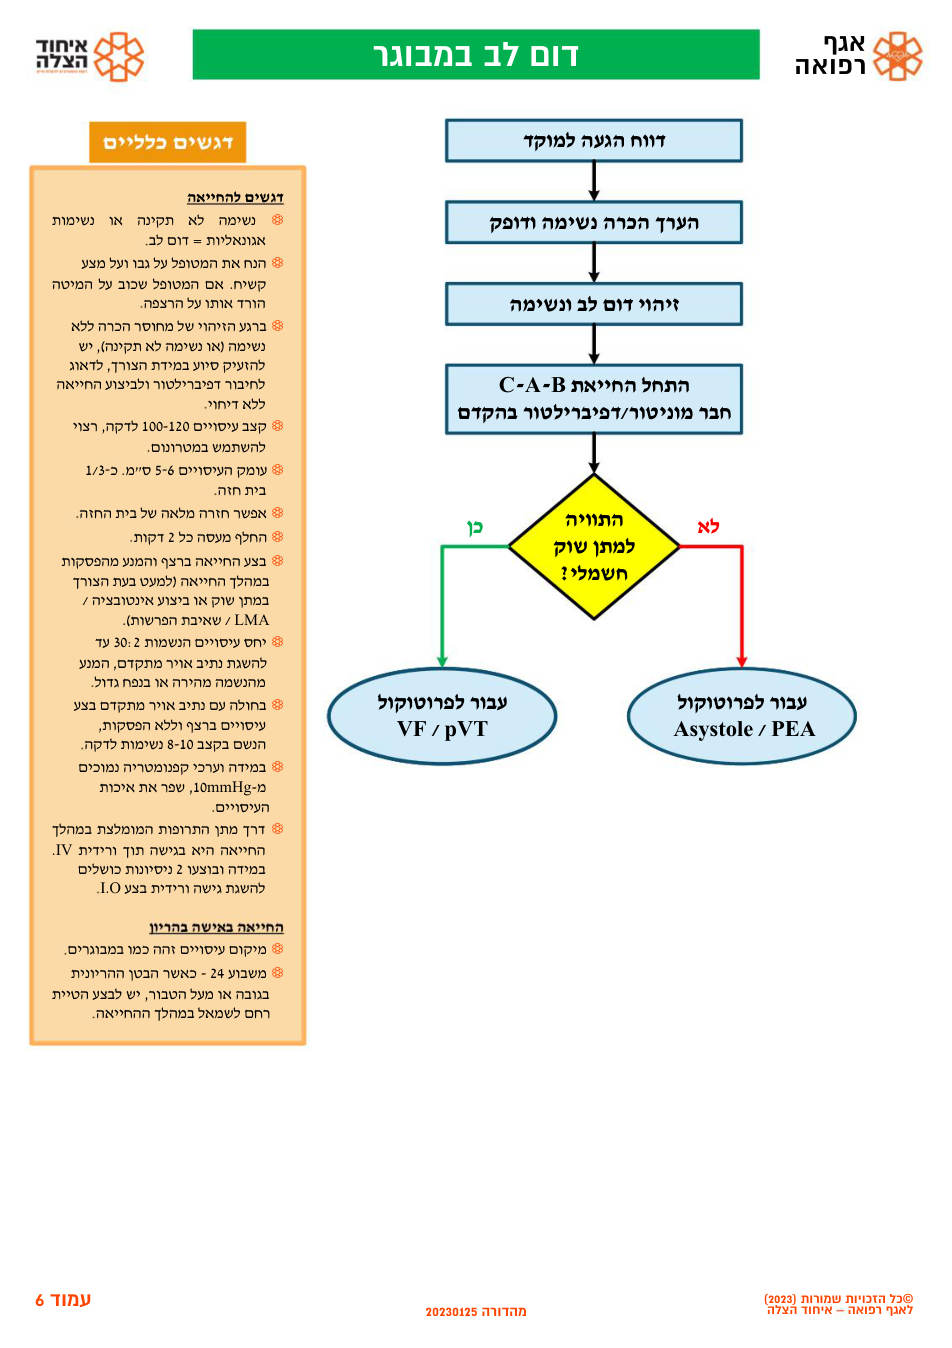 אגף
רפואה
דום לב במבוגר
איחוד
הצלה
דווח הגעה למוקד
הערך הכרה נשימה ודופק
זיהוי דום לב ונשימה
התחל החייאת C-A-B
חבר מוניטור/דפיברילטור בהקדם
התוויה
למתן שוק
חשמלי?
לא
כן
עבור לפרוטוקול
Asystole / PEA
עבור לפרוטוקול
VF / pVT
דגשים כלליים
דגשים להחייאה
נשימה לא תקינה או נשימות
אגונאליות = דום לב.
הנח את המטופל על גבו ועל מצע
קשיח. אם המטופל שכוב על המיטה
הורד אותו על הרצפה.
ברגע הזיהוי של מחוסר הכרה ללא
נשימה (או נשימה לא תקינה), יש
להזעיק סיוע במידת הצורך, לדאוג
לחיבור דפיברילטור ולביצוע החייאה
ללא דיחוי.
קצב עיסויים 100-120 לדקה, רצוי
להשתמש במטרונום.
עומק העיסויים 5-6 ס״מ. כ-1/3
בית חזה.
אפשר חזרה מלאה של בית החזה.
החלף מעסה כל 2 דקות.
בצע החייאה ברצף והמנע מהפסקות
במהלך החייאה (למעט בעת הצורך
במתן שוק או ביצוע אינטובציה /
LMA / שאיבת הפרשות).
יחס עיסויים הנשמות 30:2 עד
להשגת נתיב אויר מתקדם, המנע
מהנשמה מהירה או בנפח גדול.
בחולה עם נתיב אויר מתקדם בצע
עיסויים ברצף וללא הפסקות,
הנשם בקצב 8-10 נשימות לדקה.
במידה וערכי קפנומטריה נמוכים
מ-10mmHg, שפר את איכות
העיסויים.
דרך מתן התרופות המומלצת במהלך
החייאה היא בגישה תוך ורידית IV.
במידה ובוצעו 2 ניסיונות כושלים
להשגת גישה ורידית בצע I.O.
החייאה באישה בהריון
מיקום עיסויים זהה כמו במבוגרים.
משבוע 24 - כאשר הבטן ההריונית
בגובה או מעל הטבור, יש לבצע הטיית
רחם לשמאל במהלך ההחייאה.
©כל הזכויות שמורות (2023)
לאגף רפואה – איחוד הצלה
מהדורה 20230125
עמוד 6